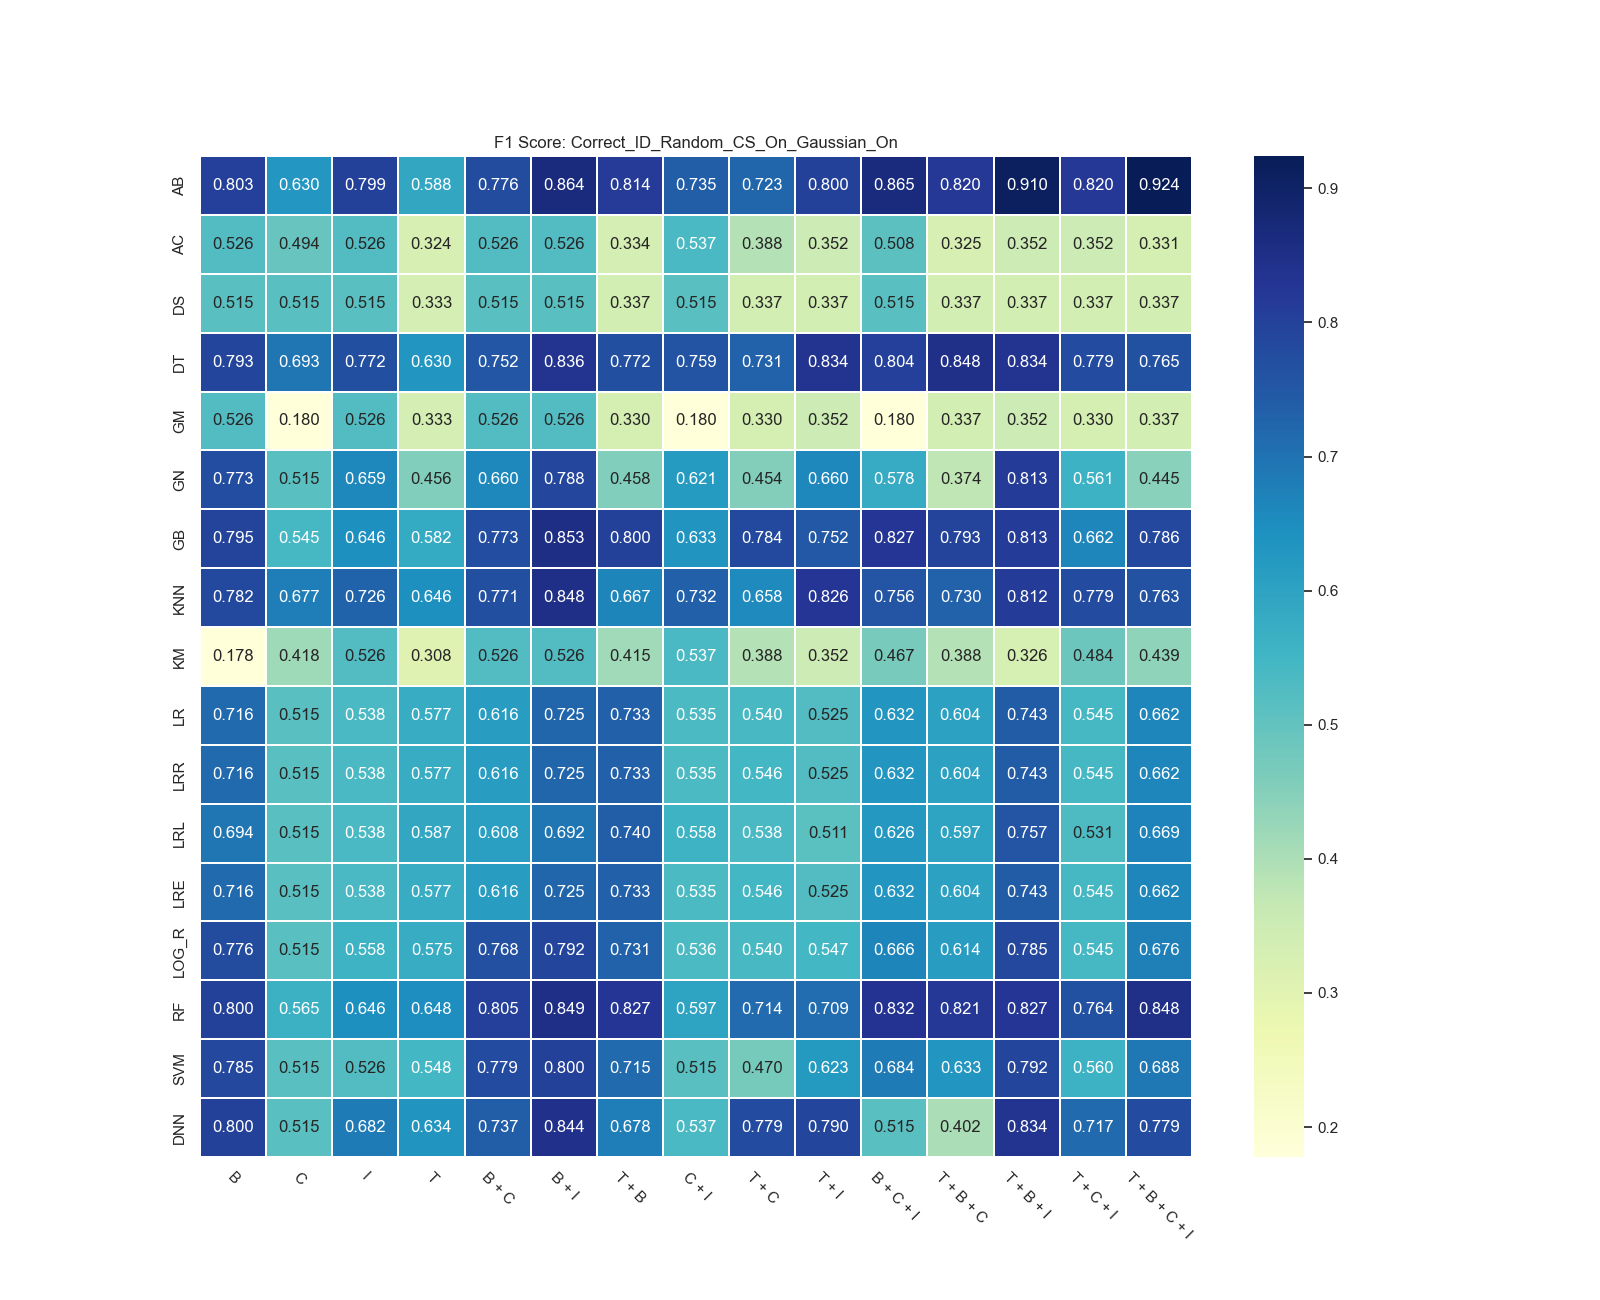 F1 Score: Correct_ID_Random_CS_On_Gaussian_On
AB 0.803 0.630 0.799 0.588 0.776 0.864 0.814 0.735 0.723 0.800 0.865 0.820 0.910 0.820 0.924
AC 0.526 0.494 0.526 0.324 0.526 0.526 0.334 0.537 0.388 0.352 0.508 0.325 0.352 0.352 0.331
DS 0.515 0.515 0.515 0.333 0.515 0.515 0.337 0.515 0.337 0.337 0.515 0.337 0.337 0.337 0.337
DT 0.793 0.693 0.772 0.630 0.752 0.836 0.772 0.759 0.731 0.834 0.804 0.848 0.834 0.779 0.765
GM 0.526 0.180 0.526 0.333 0.526 0.526 0.330 0.180 0.330 0.352 0.180 0.337 0.352 0.330 0.337
GN 0.773 0.515 0.659 0.456 0.660 0.788 0.458 0.621 0.454 0.660 0.578 0.374 0.813 0.561 0.445
GB 0.795 0.545 0.646 0.582 0.773 0.853 0.800 0.633 0.784 0.752 0.827 0.793 0.813 0.662 0.786
KNN 0.782 0.677 0.726 0.646 0.771 0.848 0.667 0.732 0.658 0.826 0.756 0.730 0.812 0.779 0.763
KM 0.178 0.418 0.526 0.308 0.526 0.526 0.415 0.537 0.388 0.352 0.467 0.388 0.326 0.484 0.439
LR 0.716 0.515 0.538 0.577 0.616 0.725 0.733 0.535 0.540 0.525 0.632 0.604 0.743 0.545 0.662
LRR 0.716 0.515 0.538 0.577 0.616 0.725 0.733 0.535 0.546 0.525 0.632 0.604 0.743 0.545 0.662
LRL 0.694 0.515 0.538 0.587 0.608 0.692 0.740 0.558 0.538 0.511 0.626 0.597 0.757 0.531 0.669
LRE 0.716 0.515 0.538 0.577 0.616 0.725 0.733 0.535 0.546 0.525 0.632 0.604 0.743 0.545 0.662
LOG_R 0.776 0.515 0.558 0.575 0.768 0.792 0.731 0.536 0.540 0.547 0.666 0.614 0.785 0.545 0.676
RF 0.800 0.565 0.646 0.648 0.805 0.849 0.827 0.597 0.714 0.709 0.832 0.821 0.827 0.764 0.848
SVM 0.785 0.515 0.526 0.548 0.779 0.800 0.715 0.515 0.470 0.623 0.684 0.633 0.792 0.560 0.688
DNN 0.800 0.515 0.682 0.634 0.737 0.844 0.678 0.537 0.779 0.790 0.515 0.402 0.834 0.717 0.779
B C I T B + C B + I T + B C + I T + C T + I B + C + I T + B + C T + B + I T + C + I T + B + C + I
0.9
0.8
0.7
0.6
0.5
0.4
0.3
0.2